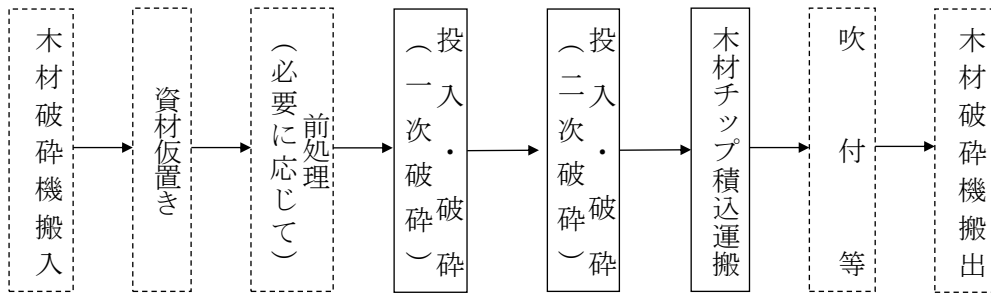 木材破砕機搬入
資材仮置き
前処理
(必要に応じて)
投入・破砕
(一次破砕)
投入・破砕
(二次破砕)
木材チップ積込運搬
吹付等
木材破砕機搬出